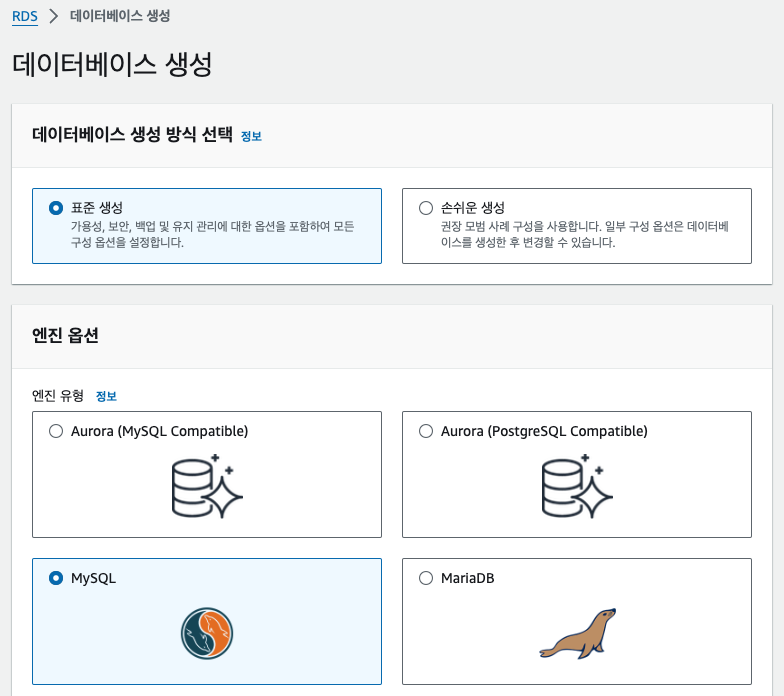 RDS > 데이터베이스 생성
데이터베이스 생성
데이터베이스 생성 방식 선택 정보
표준 생성
가용성, 보안, 백업 및 유지 관리에 대한 옵션을 포함하여 모든
구성 옵션을 설정합니다.
손쉬운 생성
권장 모범 사례 구성을 사용합니다. 일부 구성 옵션은 데이터베
이스를 생성한 후 변경할 수 있습니다.
엔진 옵션
엔진 유형 정보
Aurora (MySQL Compatible)
Aurora (PostgreSQL Compatible)
MySQL
MariaDB